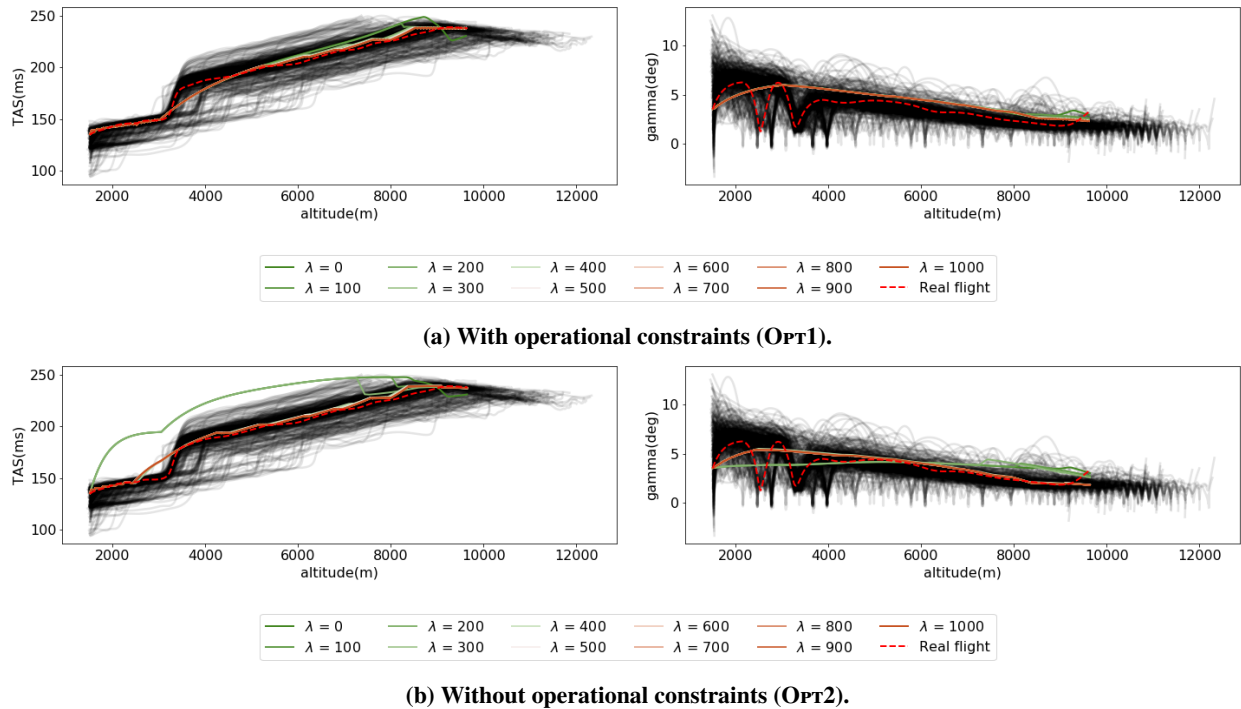 250
200
150
100
TAS(ms)
2000 4000 6000 8000 10000 12000
altitude(m)
10
5
0
gamma(deg)
2000 4000 6000 8000 10000 12000
altitude(m)
λ = 0 λ = 200 λ = 400 λ = 600 λ = 800 λ = 1000
λ = 100 λ = 300 λ = 500 λ = 700 λ = 900 Real flight
(a) With operational constraints (Opt1).
250
200
150
100
TAS(ms)
2000 4000 6000 8000 10000 12000
altitude(m)
10
5
0
gamma(deg)
2000 4000 6000 8000 10000 12000
altitude(m)
λ = 0 λ = 200 λ = 400 λ = 600 λ = 800 λ = 1000
λ = 100 λ = 300 λ = 500 λ = 700 λ = 900 Real flight
(b) Without operational constraints (Opt2).